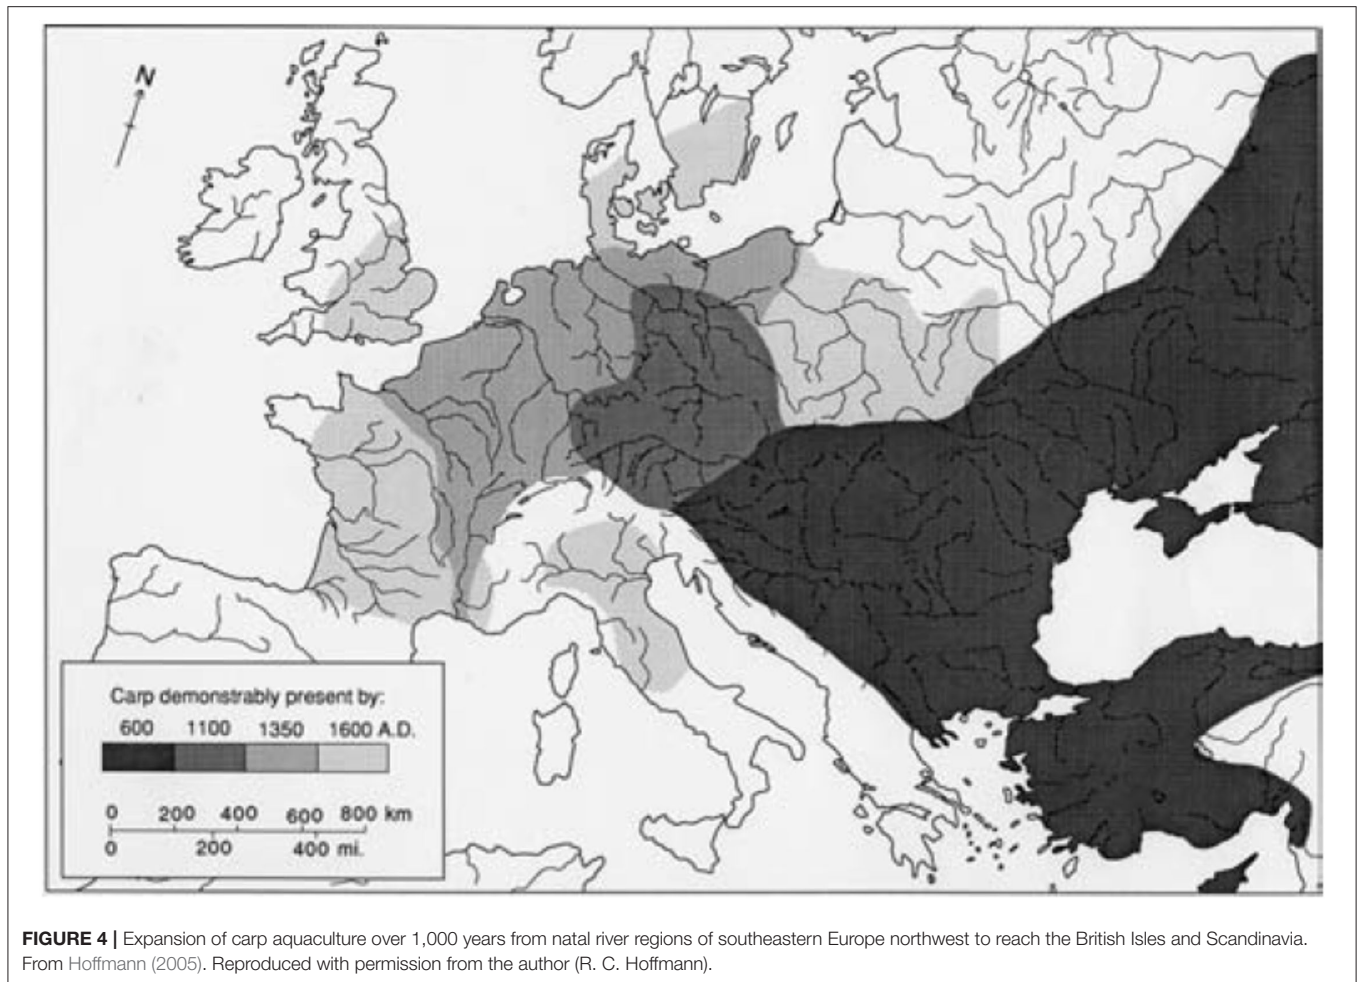 N
Carp demonstrably present by:
600 1100 1350 1600 A.D.
0 200 400 600 800 km
0 200 400 mi.
FIGURE 4 | Expansion of carp aquaculture over 1,000 years from natal river regions of southeastern Europe northwest to reach the British Isles and Scandinavia.
From Hoffmann (2005). Reproduced with permission from the author (R. C. Hoffmann).